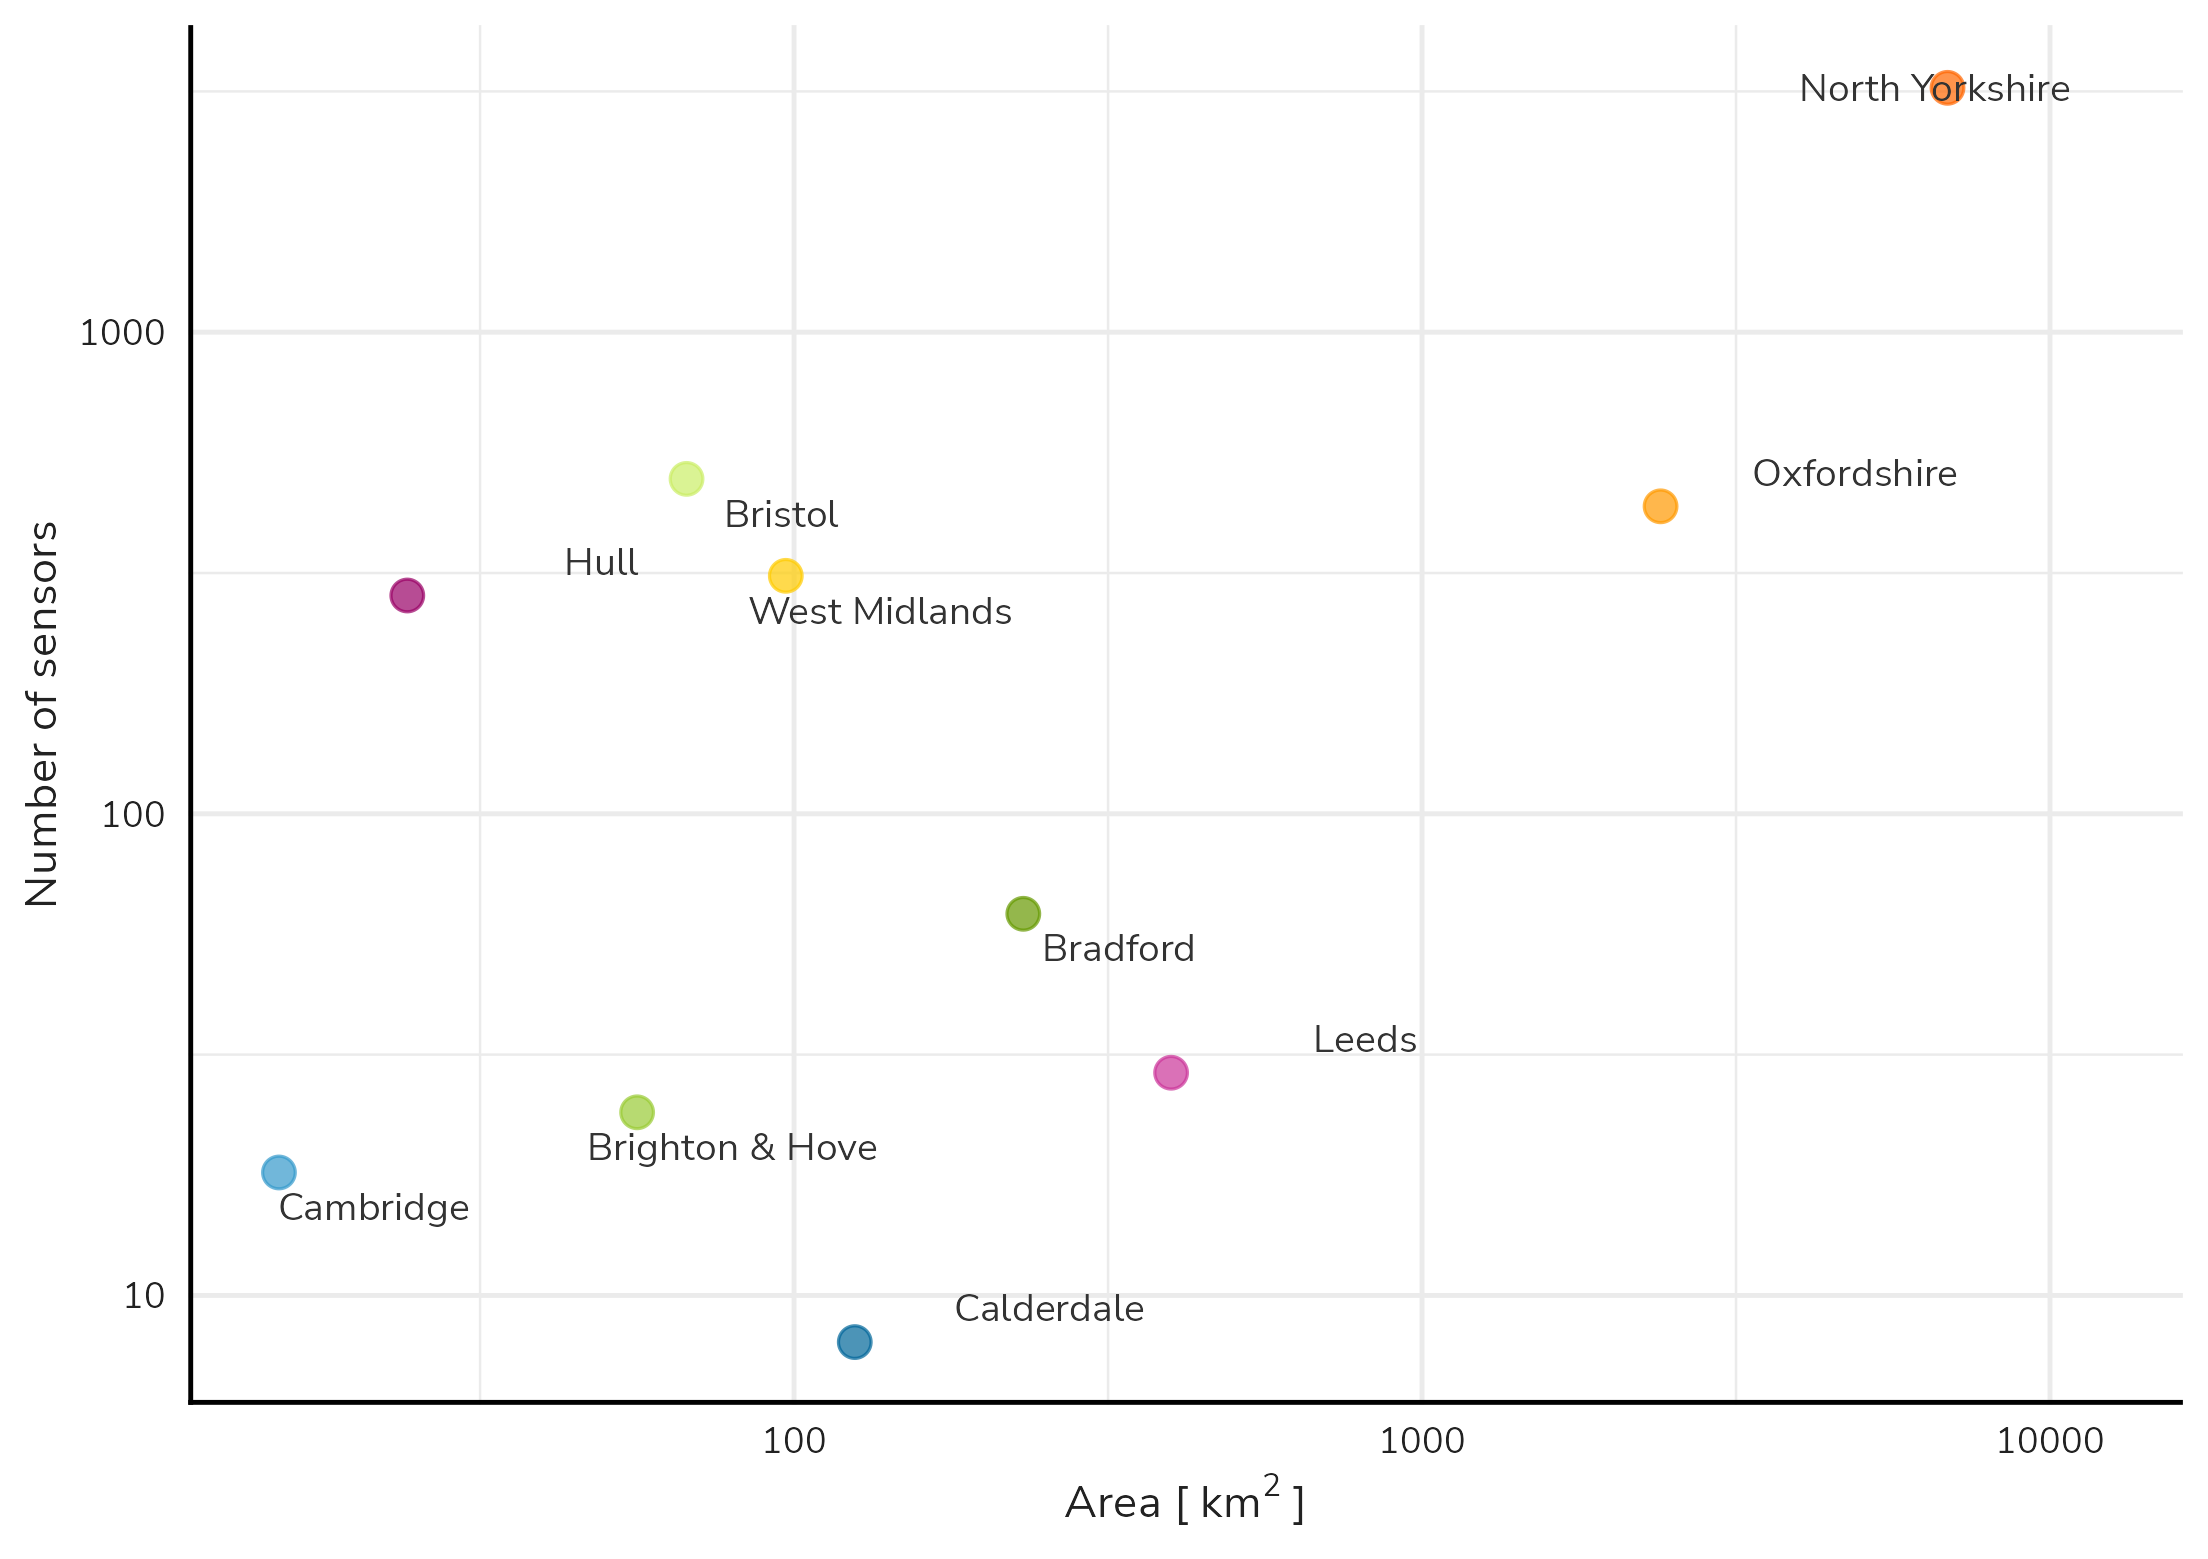 North Yorkshire
1000
Oxfordshire
Bristol
Hull
West Midlands
Number of sensors
100
Bradford
Leeds
Brighton & Hove
Cambridge
10
Calderdale
100
1000
10000
Area [ km² ]